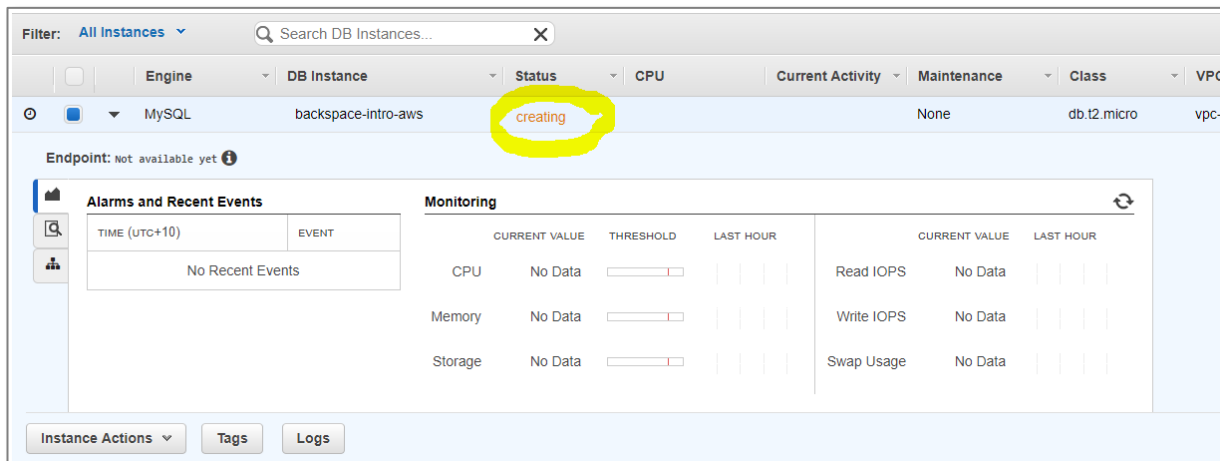 Filter: All Instances Search DB Instances...
Engine DB Instance Status CPU Current Activity Maintenance Class VPC
MySQL backspace-intro-aws creating None db.t2.micro vpc-
Endpoint: Not available yet
Alarms and Recent Events Monitoring
TIME (UTC+10) EVENT CURRENT VALUE THRESHOLD LAST HOUR CURRENT VALUE LAST HOUR
No Recent Events CPU No Data Read IOPS No Data
Memory No Data Write IOPS No Data
Storage No Data Swap Usage No Data
Instance Actions Tags Logs